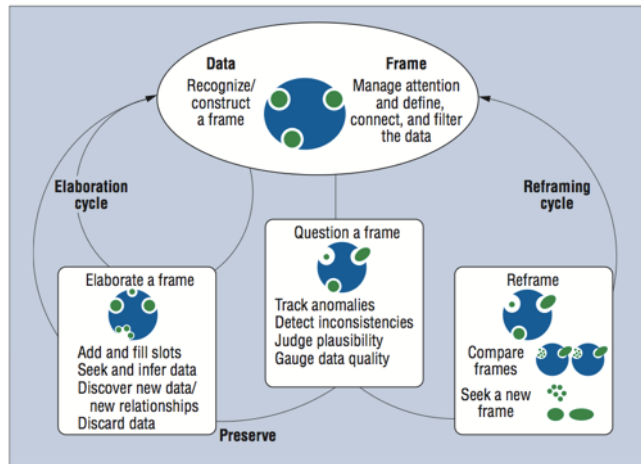 Data
Recognize/
construct
a frame
Frame
Manage attention
and define,
connect, and filter
the data
Elaboration
cycle
Reframing
cycle
Elaborate a frame
Add and fill slots
Seek and infer data
Discover new data/
new relationships
Discard data
Question a frame
Track anomalies
Detect inconsistencies
Judge plausibility
Gauge data quality
Reframe
Compare
frames
Seek a new
frame
Preserve